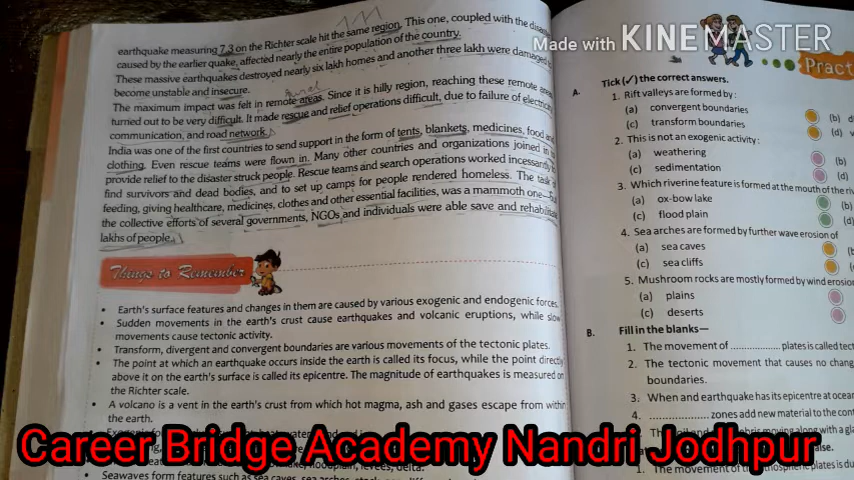 earthquake measuring 7.3 on the Richter scale hit the same region. This one, coupled with the
caused by the earlier quake, affected nearly the entire population of the country.
These massive earthquakes destroyed nearly six lakh homes and another three lakh were damaged
become unstable and insecure.
The maximum impact was felt in remote areas. Since it is hilly region, reaching these remote areas
turned out to be very difficult. It made rescue and relief operations difficult, due to failure of electricity
communication, and road network.
India was one of the first countries to send support in the form of tents, blankets, medicines, food and
clothing. Even rescue teams were flown in. Many other countries and organizations joined in
provide relief to the disaster struck people. Rescue teams and search operations worked incessantly
find survivors and dead bodies, and to set up camps for people rendered homeless. The task
feeding, giving healthcare, medicines, clothes and other essential facilities, was a mammoth one—
the collective efforts of several governments, NGOs and individuals were able save and
lakhs of people.
Things to Remember
• Earth's surface features and changes in them are caused by various exogenic and endogenic forces.
• Sudden movements in the earth's crust cause earthquakes and volcanic eruptions, while slow
movements cause tectonic activity.
• Transform, divergent and convergent boundaries are various movements of the tectonic plates.
• The point at which an earthquake occurs inside the earth is called its focus, while the point directly
above it on the earth's surface is called its epicentre. The magnitude of earthquakes is measured on
the Richter scale.
• A volcano is a vent in the earth's crust from which hot magma, ash and gases escape from within
the earth.
floodplain, levees, delta.
• Seawaves form features such as sea caves, sea arches,
Made with KINEMASTER
Pract
Tick (✓) the correct answers.
A.
1. Rift valleys are formed by:
(a) convergent boundaries
(b) d
(c) transform boundaries
(d) v
2. This is not an exogenic activity:
(a) weathering
(b)
(c) sedimentation
(d)
3. Which riverine feature is formed at the mouth of the riv
(a) ox-bow lake
(b)
(c) flood plain
(d)
4. Sea arches are formed by further wave erosion of
(a) sea caves
(c) sea cliffs
5. Mushroom rocks are mostly formed by wind erosion
(a) plains
(c) deserts
B.
Fill in the blanks—
1. The movement of ................ plates is called tect
2. The tectonic movement that causes no chang
boundaries.
3. When and earthquake has its epicentre at ocean
4. .................. zones add new material to the cont
moving along with a gla
1. The movement of
plates is du
Career Bridge Academy Nandri Jodhpur